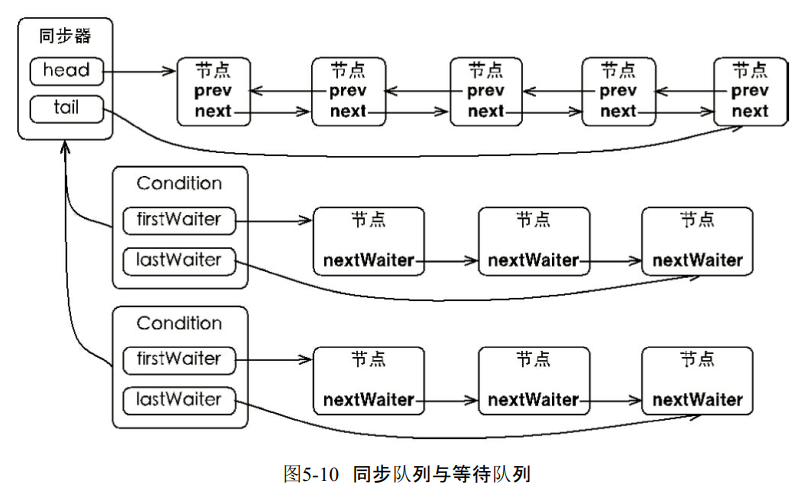 同步器
head
tail
节点
prev
next
节点
prev
next
节点
prev
next
节点
prev
next
节点
prev
next
Condition
firstWaiter
lastWaiter
节点
nextWaiter
节点
nextWaiter
节点
nextWaiter
Condition
firstWaiter
lastWaiter
节点
nextWaiter
节点
nextWaiter
节点
nextWaiter
图5-10 同步队列与等待队列